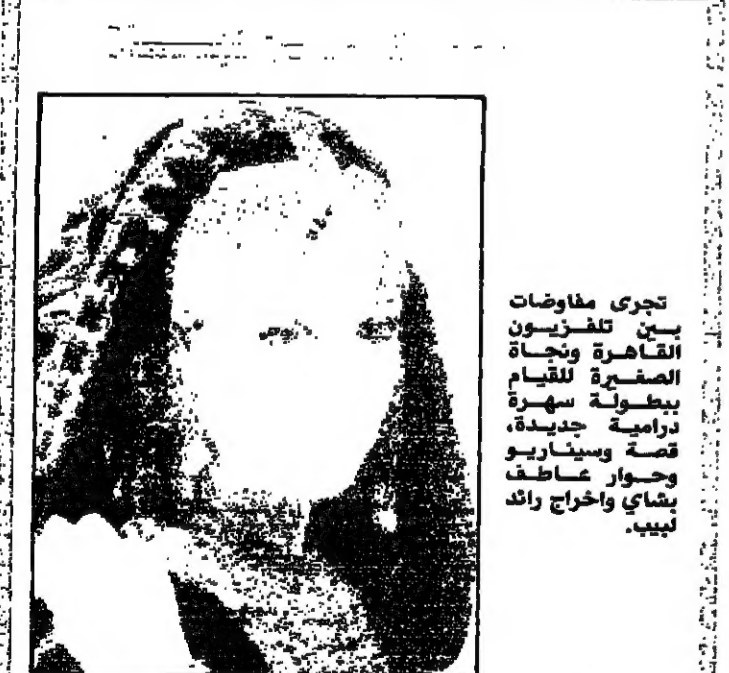 تجرى مفاوضات
بين تلفزيون
القاهرة ونجاة
الصغيرة للقيام
ببطولة سهرة
درامية جديدة،
قصة وسيناريو
وحوار عاطف
بشاي واخراج رائد
لبيب.